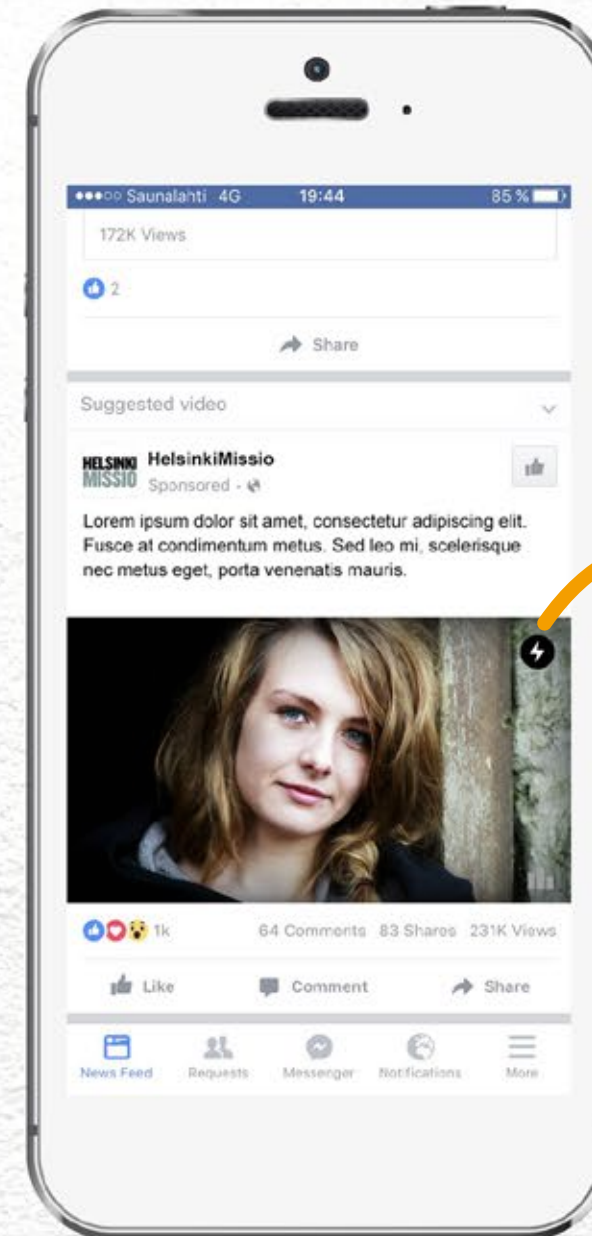 Saunalahti 4G 19:44 85 %
172K Views
2
Share
Suggested video
HELSINKI
MISSIO
HelsinkiMissio
Sponsored
Lorem ipsum dolor sit amet, consectetur adipiscing elit.
Fusce at condimentum metus. Sed leo mi, scelerisque
nec metus eget, porta venenatis mauris.
1k 64 Comments 83 Shares 231K Views
Like Comment Share
News Feed Requests Messenger Notifications More